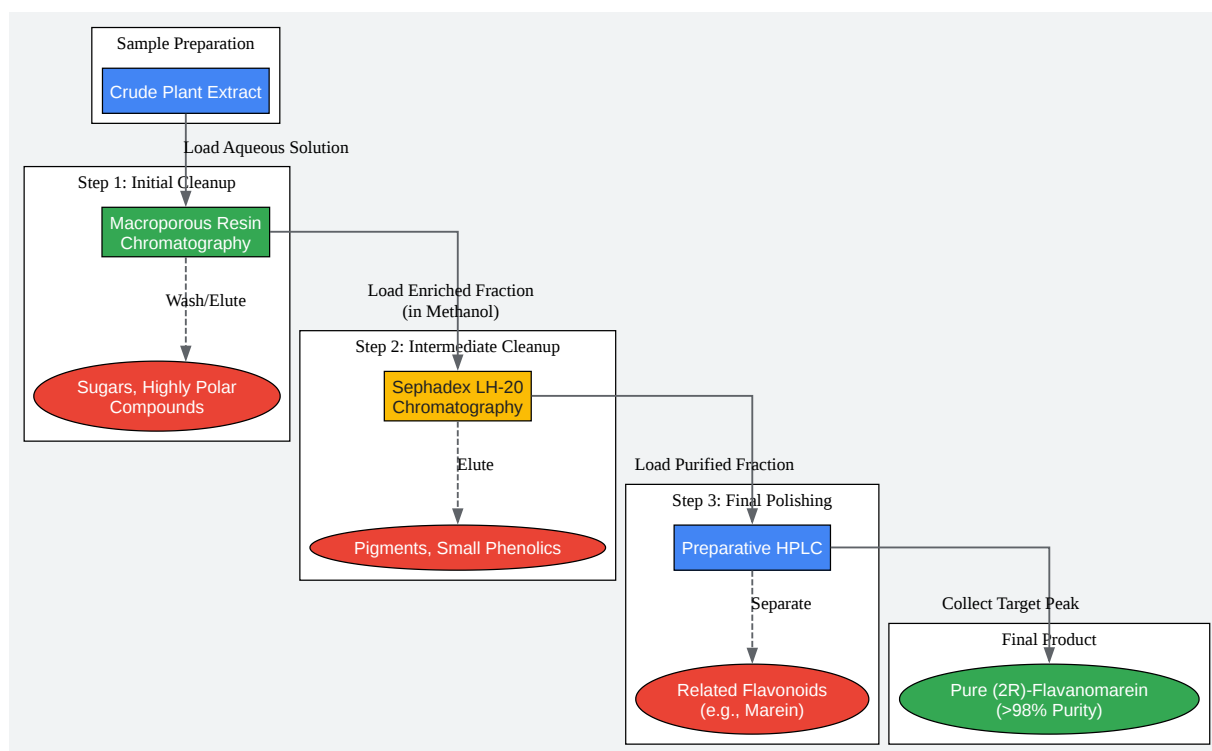 Sample Preparation
Crude Plant Extract
Load Aqueous Solution
Step 1: Initial Cleanup
Macroporous Resin
Chromatography
Wash/Elute
Sugars, Highly Polar
Compounds
Load Enriched Fraction
(in Methanol)
Step 2: Intermediate Cleanup
Sephadex LH-20
Chromatography
Elute
Pigments, Small Phenolics
Load Purified Fraction
Step 3: Final Polishing
Preparative HPLC
Separate
Related Flavonoids
(e.g., Marein)
Collect Target Peak
Final Product
Pure (2R)-Flavanomarein
(>98% Purity)